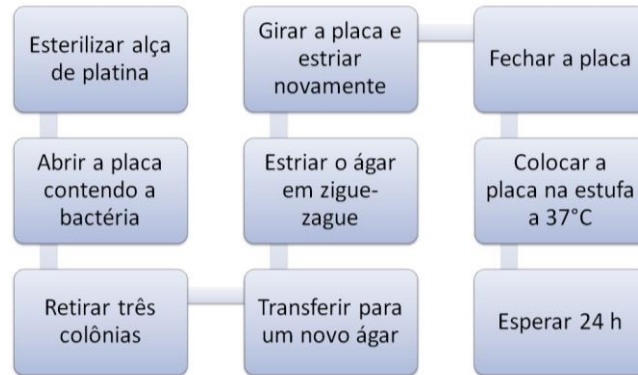 Esterilizar alça
de platina
Abrir a placa
contendo a
bactéria
Retirar três
colônias
Transferir para
um novo ágar
Estriar o ágar
em zigue-
zague
Girar a placa e
estriar
novamente
Fechar a placa
Colocar a
placa na estufa
a 37°C
Esperar 24 h